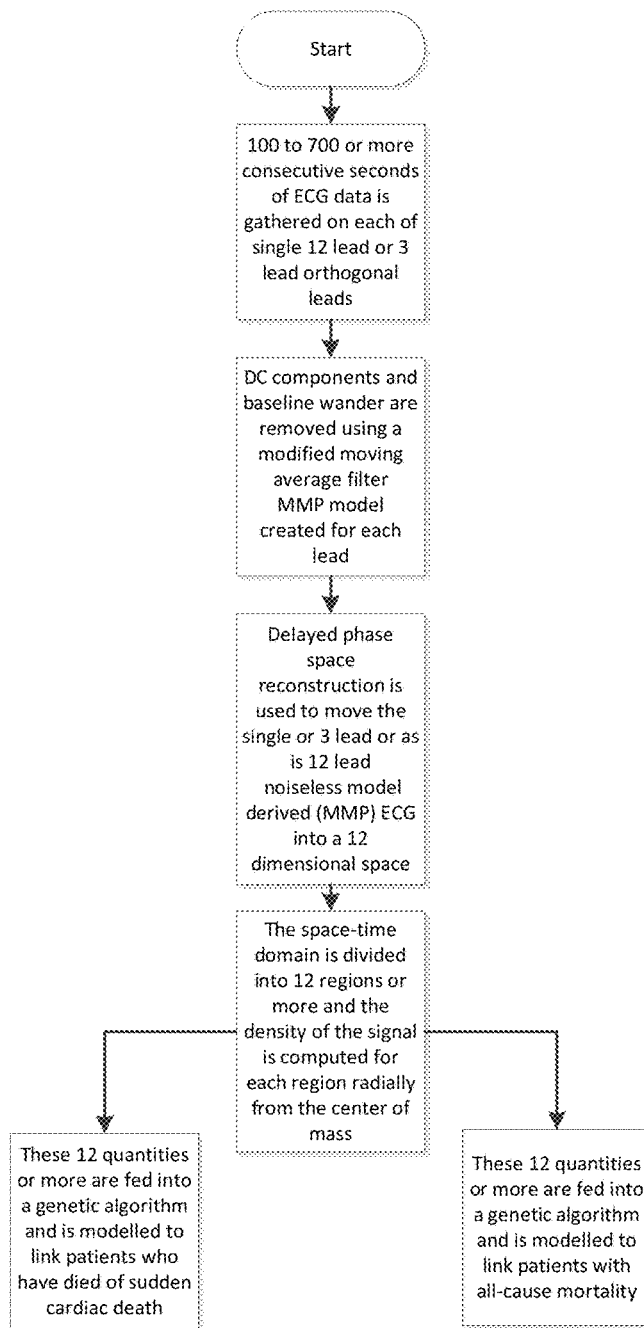 Start
100 to 700 or more
consecutive seconds
of ECG data is
gathered on each of
single 12 lead or 3
lead orthogonal
leads
DC components and
baseline wander are
removed using a
modified moving
average filter
MMP model
created for each
lead
Delayed phase
space
reconstruction is
used to move the
single or 3 lead or as
is 12 lead
noiseless model
derived (MMP) ECG
into a 12
dimensional space
The space-time
domain is divided
into 12 regions or
more and the
density of the signal
is computed for
each region radially
from the center of
mass
These 12 quantities
or more are fed into
a genetic algorithm
and is modelled to
link patients who
have died of sudden
cardiac death
These 12 quantities
or more are fed into
a genetic algorithm
and is modelled to
link patients with
all-cause mortality